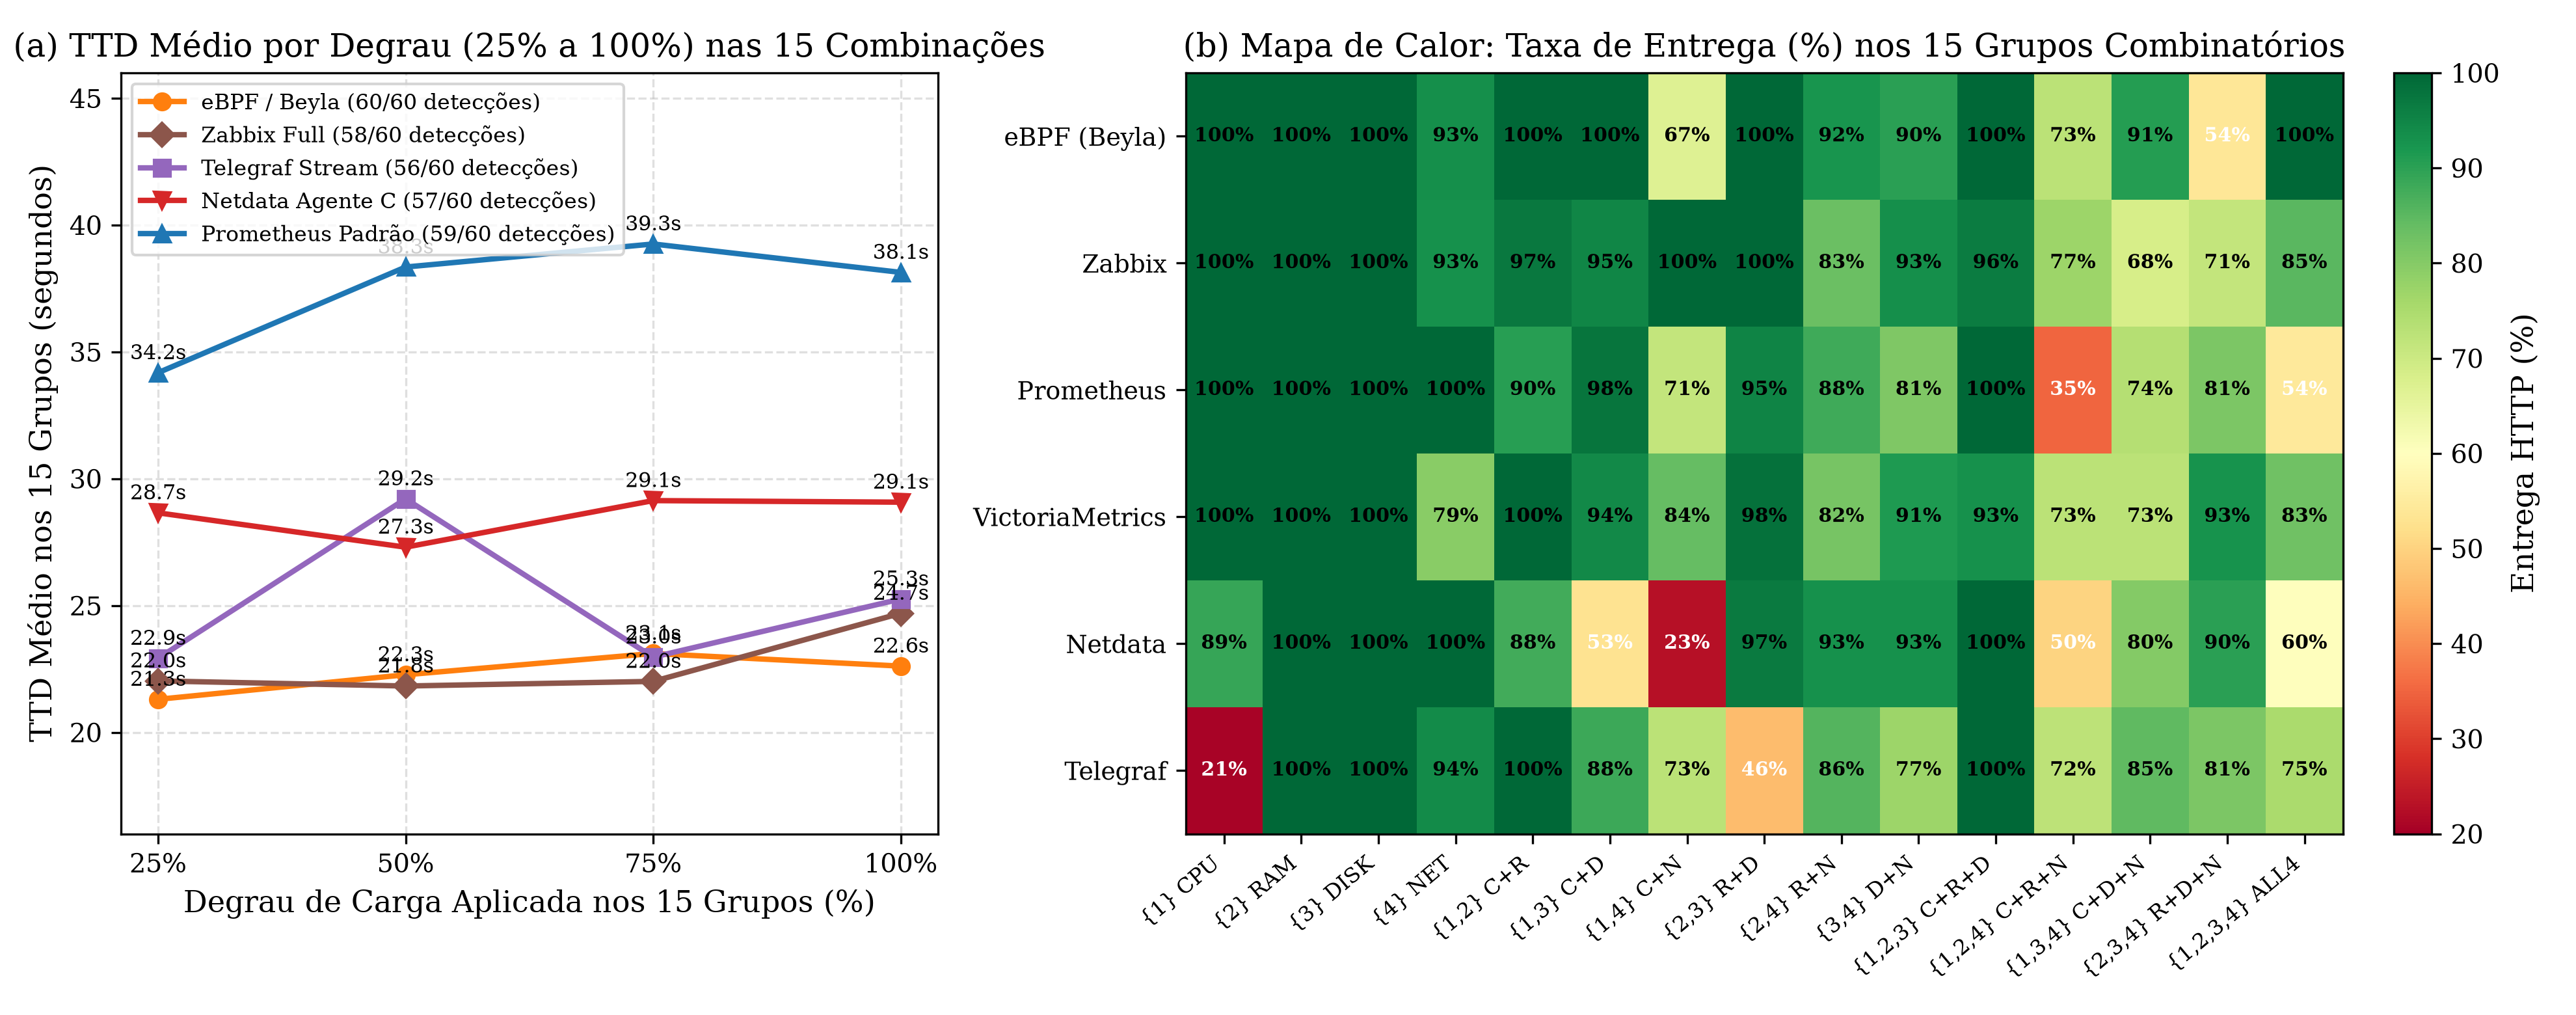 (a) TTD Médio por Degrau (25% a 100%) nas 15 Combinações
TTD Médio nos 15 Grupos (segundos)
45
40
35
30
25
20
eBPF / Beyla (60/60 detecções)
Zabbix Full (58/60 detecções)
Telegraf Stream (56/60 detecções)
Netdata Agente C (57/60 detecções)
Prometheus Padrão (59/60 detecções)
34.2s
38.3s
39.3s
38.1s
28.7s
29.2s
27.3s
29.1s
29.1s
22.9s
22.0s
21.3s
22.3s
21.8s
23.1s
23.0s
22.0s
25.3s
24.7s
22.6s
25%
50%
75%
100%
Degrau de Carga Aplicada nos 15 Grupos (%)
(b) Mapa de Calor: Taxa de Entrega (%) nos 15 Grupos Combinatórios
eBPF (Beyla) 100% 100% 100% 93% 100% 100% 67% 100% 92% 90% 100% 73% 91% 54% 100%
Zabbix 100% 100% 100% 93% 97% 95% 100% 100% 83% 93% 96% 77% 68% 71% 85%
Prometheus 100% 100% 100% 100% 90% 98% 71% 95% 88% 81% 100% 35% 74% 81% 54%
VictoriaMetrics 100% 100% 100% 79% 100% 94% 84% 98% 82% 91% 93% 73% 73% 93% 83%
Netdata 89% 100% 100% 100% 88% 53% 23% 97% 93% 93% 100% 50% 80% 90% 60%
Telegraf 21% 100% 100% 94% 100% 88% 73% 46% 86% 77% 100% 72% 85% 81% 75%
{1} CPU
{2} RAM
{3} DISK
{4} NET
{1,2} C+R
{1,3} C+D
{1,4} C+N
{2,3} R+D
{2,4} R+N
{3,4} D+N
{1,2,3} C+R+D
{1,2,4} C+R+N
{1,3,4} C+D+N
{2,3,4} R+D+N
{1,2,3,4} ALL4
100
90
80
70
60
50
40
30
20
Entrega HTTP (%)